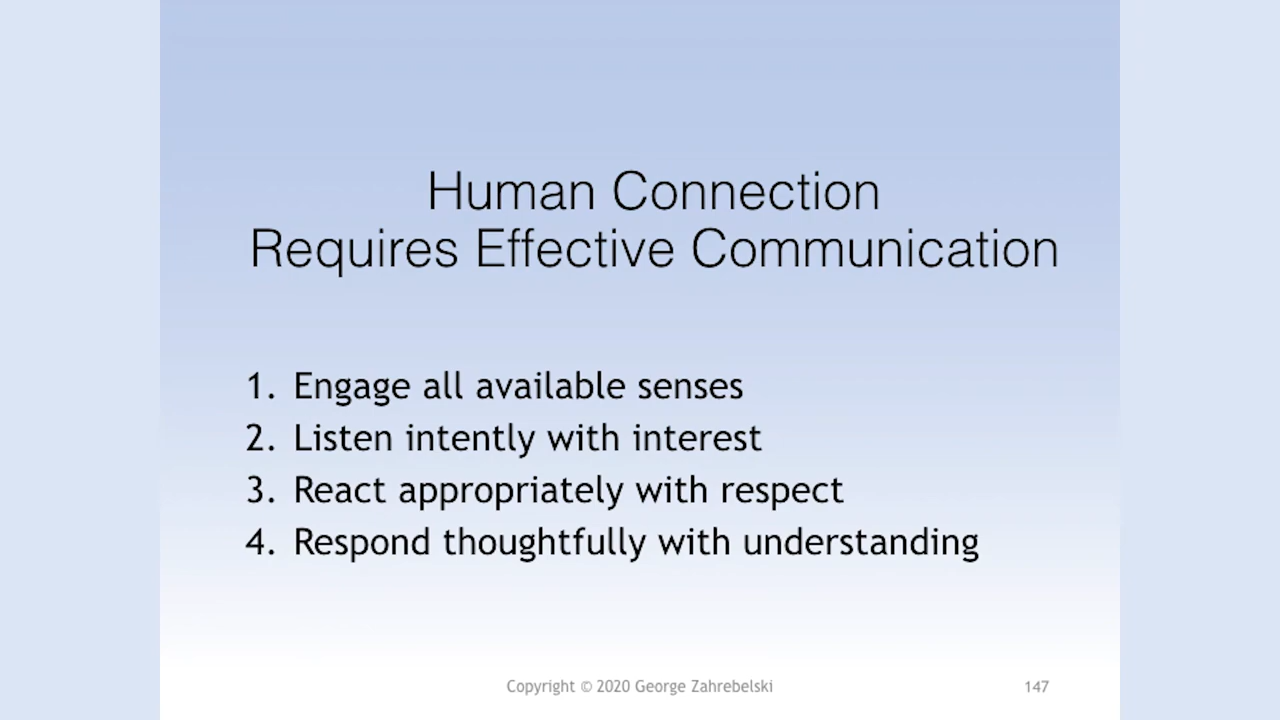 Human Connection
Requires Effective Communication
1. Engage all available senses
2. Listen intently with interest
3. React appropriately with respect
4. Respond thoughtfully with understanding
Copyright © 2020 George Zahrebelski
147